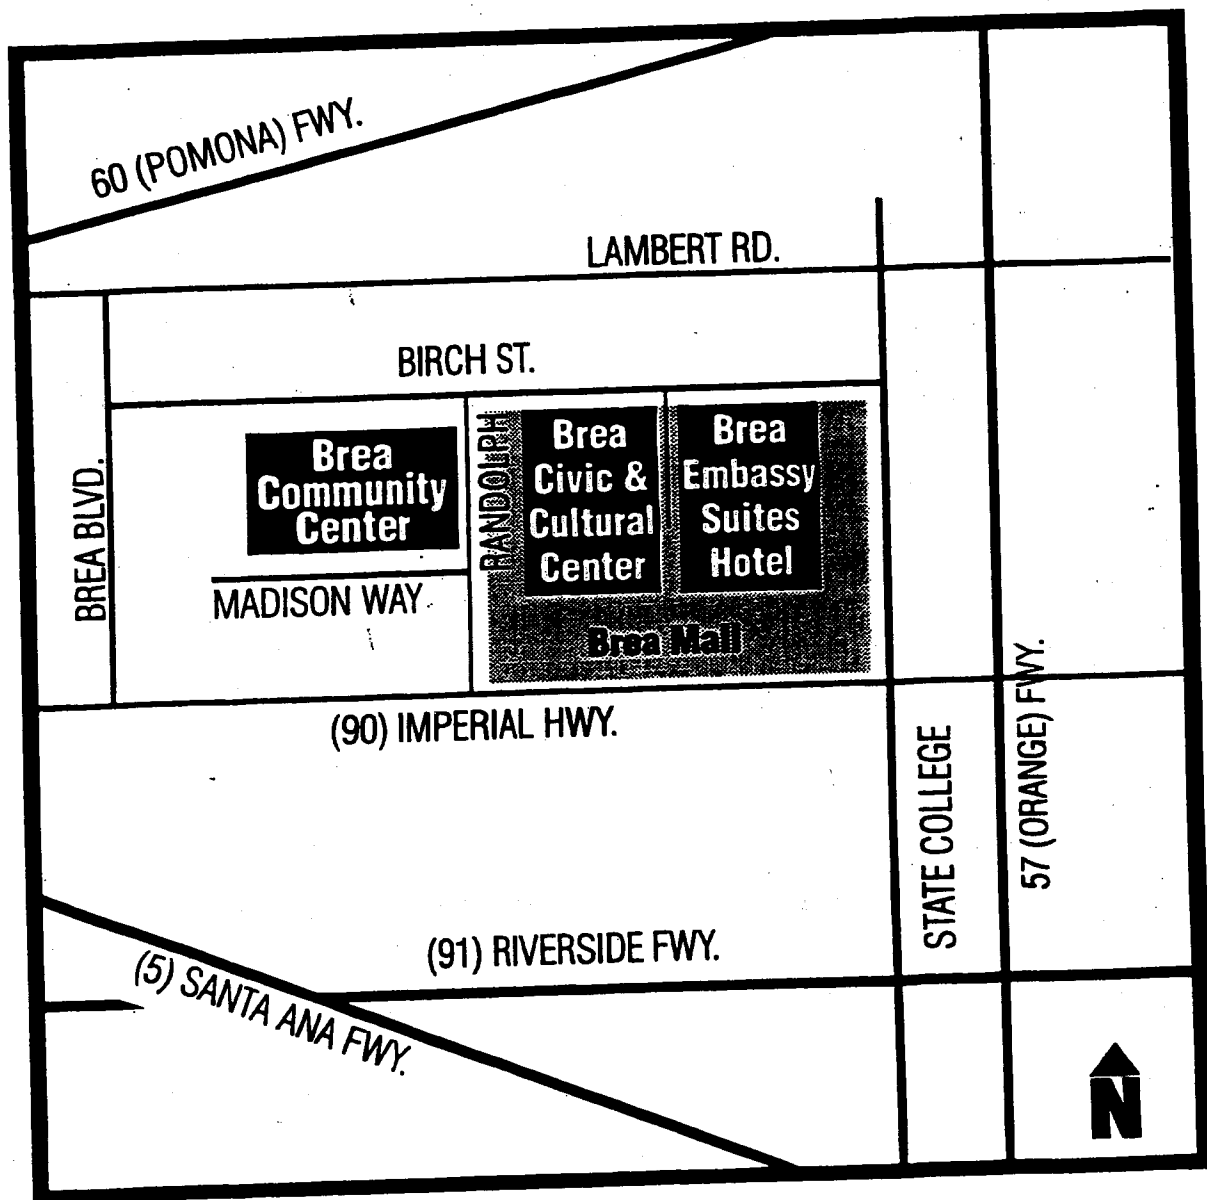 60 (POMONA) FWY.
LAMBERT RD.
BIRCH ST.
BREA BLVD.
Brea
Community
Center
MADISON WAY
RANDOLPH
Brea
Civic &
Cultural
Center
Brea
Embassy
Suites
Hotel
Brea Mall
(90) IMPERIAL HWY.
STATE COLLEGE
57 (ORANGE) FWY.
(91) RIVERSIDE FWY.
(5) SANTA ANA FWY.
N